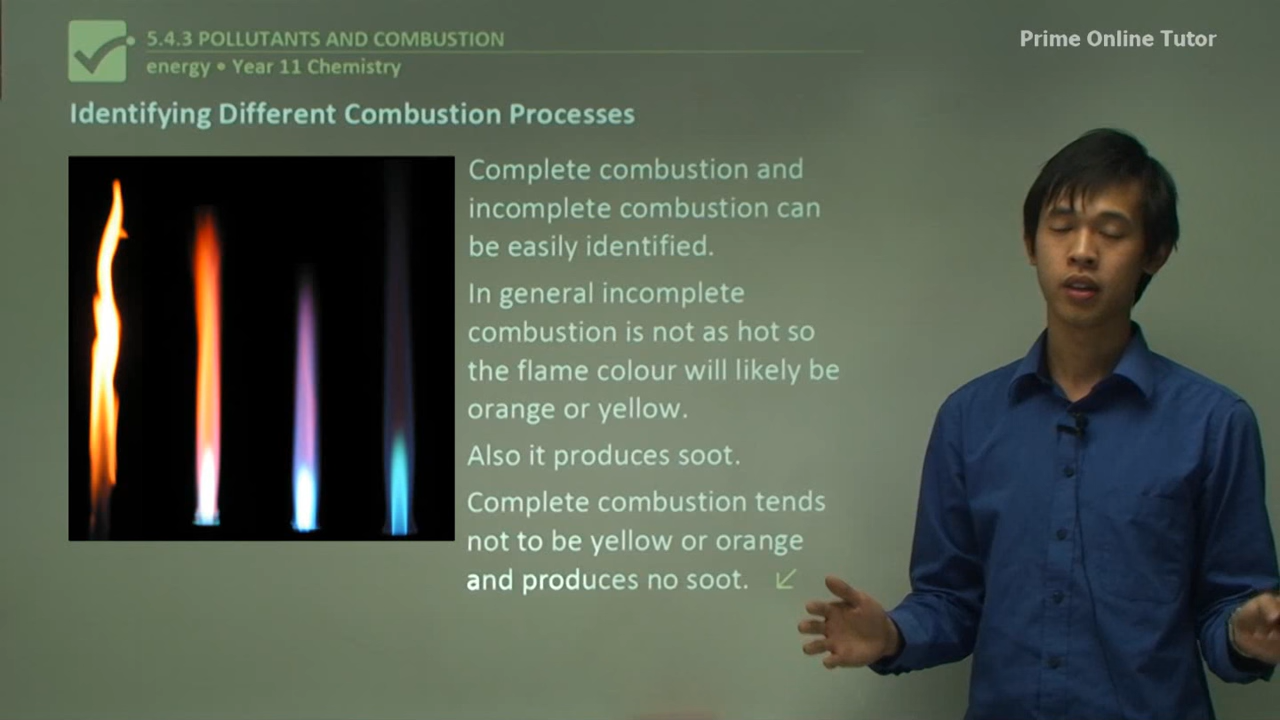 5.4.3 POLLUTANTS AND COMBUSTION
energy • Year 11 Chemistry
Prime Online Tutor
Identifying Different Combustion Processes
Complete combustion and
incomplete combustion can
be easily identified.
In general incomplete
combustion is not as hot so
the flame colour will likely be
orange or yellow.
Also it produces soot.
Complete combustion tends
not to be yellow or orange
and produces no soot.